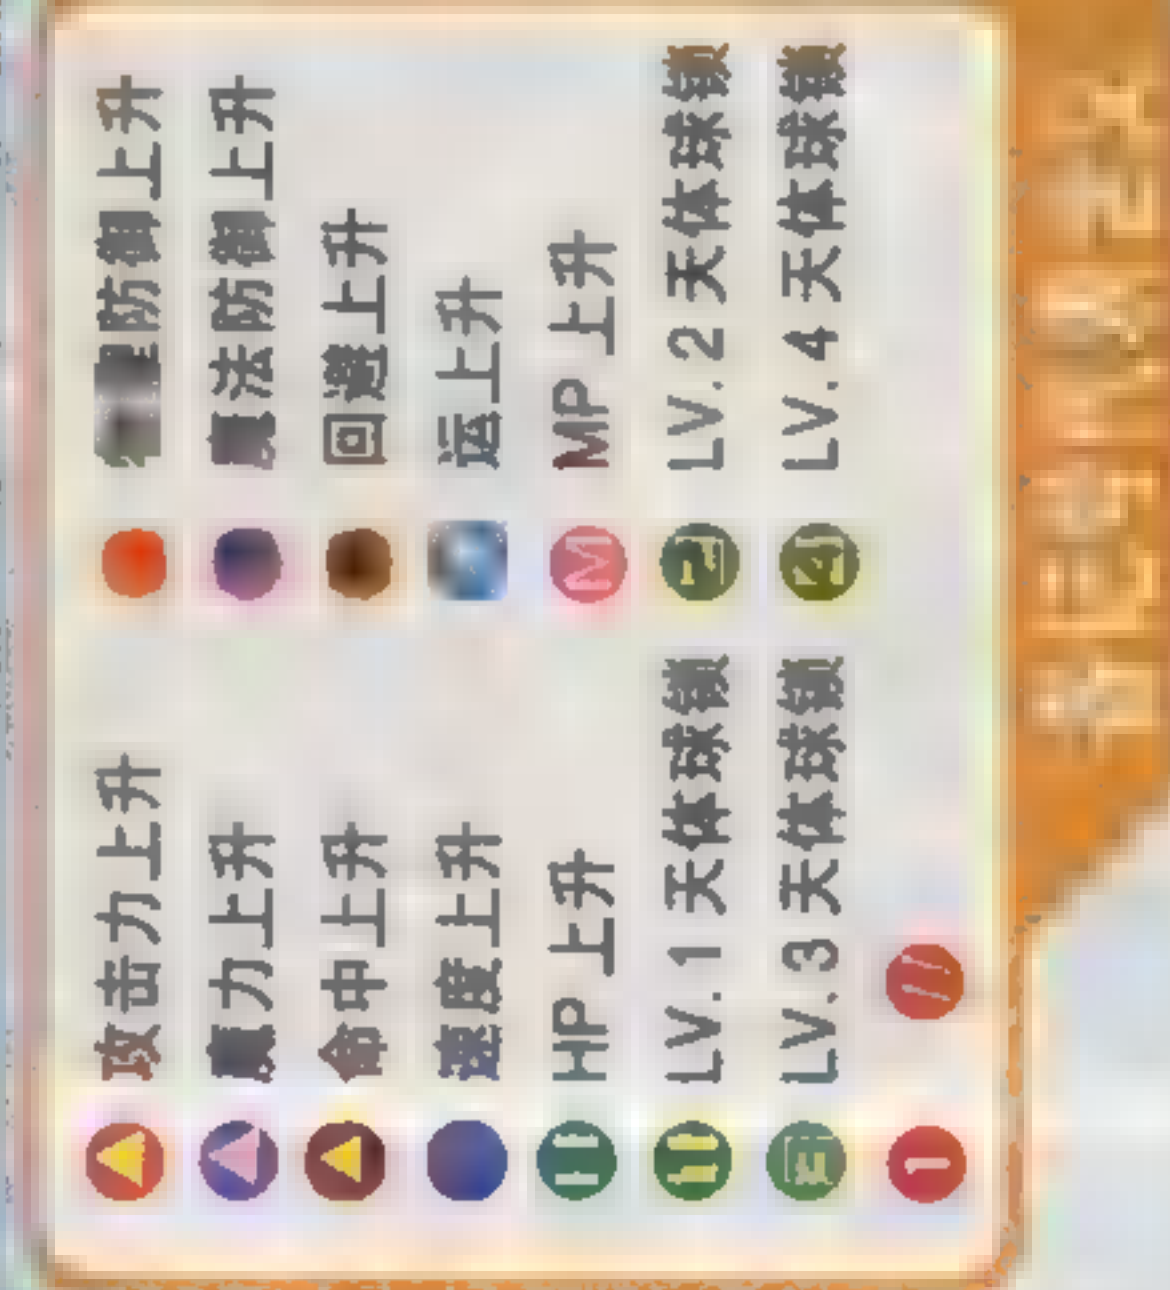 攻击力上升 防御上升
魔力上升 魔法防御上升
命中上升 回避上升
速度上升 运上升
HP上升 M MP上升
LV.1天体球锁 2 LV.2天体球锁
LV.3天体球锁 4 LV.4天体球锁